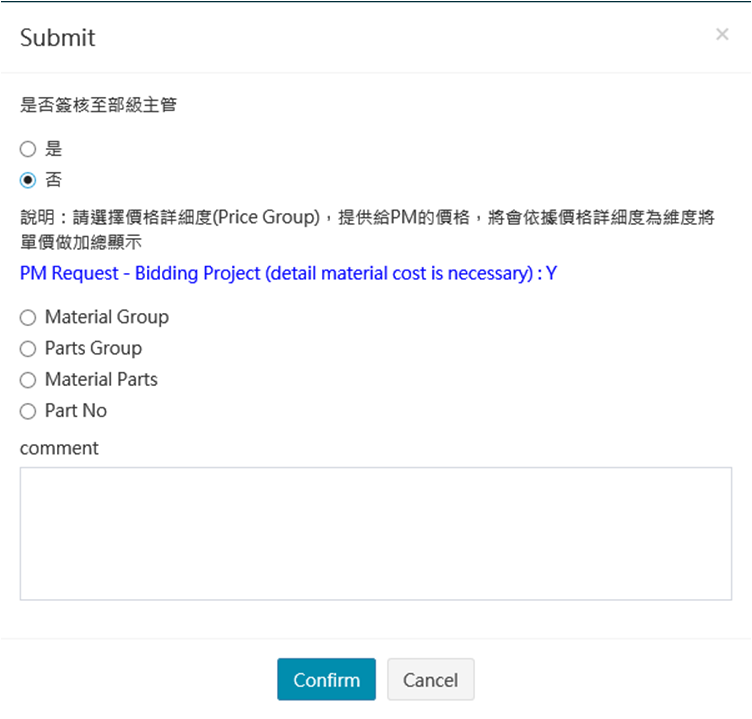 Submit
是否簽核至部級主管
是
否
說明：請選擇價格詳細度(Price Group)，提供給PM的價格，將會依據價格詳細度為維度將
單價做加總顯示
PM Request - Bidding Project (detail material cost is necessary) : Y
Material Group
Parts Group
Material Parts
Part No
comment
Confirm Cancel